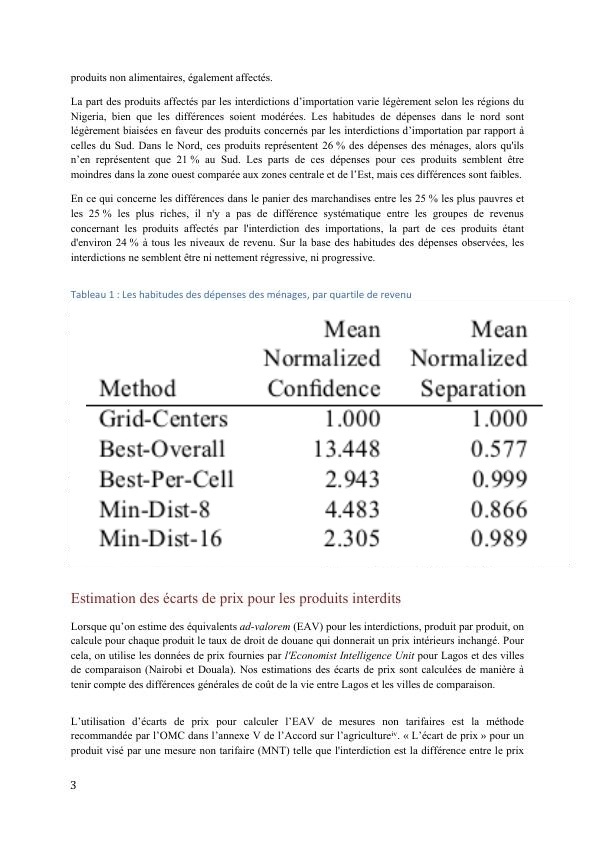 produits non alimentaires, également affectés.
La part des produits affectés par les interdictions d’importation varie légèrement selon les régions du
Nigeria, bien que les différences soient modérées. Les habitudes de dépenses dans le nord sont
légèrement biaisées en faveur des produits concernés par les interdictions d’importation par rapport à
celles du Sud. Dans le Nord, ces produits représentent 26 % des dépenses des ménages, alors qu'ils
n’en représentent que 21 % au Sud. Les parts de ces dépenses pour ces produits semblent être
moindres dans la zone ouest comparée aux zones centrale et de l’Est, mais ces différences sont faibles.
En ce qui concerne les différences dans le panier des marchandises entre les 25 % les plus pauvres et
les 25 % les plus riches, il n'y a pas de différence systématique entre les groupes de revenus
concernant les produits affectés par l'interdiction des importations, la part de ces produits étant
d'environ 24 % à tous les niveaux de revenu. Sur la base des habitudes des dépenses observées, les
interdictions ne semblent être ni nettement régressive, ni progressive.
Tableau 1 : Les habitudes des dépenses des ménages, par quartile de revenu
Mean Mean
Normalized Normalized
Method Confidence Separation
Grid-Centers 1.000 1.000
Best-Overall 13.448 0.577
Best-Per-Cell 2.943 0.999
Min-Dist-8 4.483 0.866
Min-Dist-16 2.305 0.989
Estimation des écarts de prix pour les produits interdits
Lorsque qu’on estime des équivalents ad-valorem (EAV) pour les interdictions, produit par produit, on
calcule pour chaque produit le taux de droit de douane qui donnerait un prix intérieurs inchangé. Pour
cela, on utilise les données de prix fournies par l'Economist Intelligence Unit pour Lagos et des villes
de comparaison (Nairobi et Douala). Nos estimations des écarts de prix sont calculées de manière à
tenir compte des différences générales de coût de la vie entre Lagos et les villes de comparaison.
L’utilisation d’écarts de prix pour calculer l’EAV de mesures non tarifaires est la méthode
recommandée par l’OMC dans l’annexe V de l’Accord sur l’agricultureiv. « L’écart de prix » pour un
produit visé par une mesure non tarifaire (MNT) telle que l'interdiction est la différence entre le prix
3